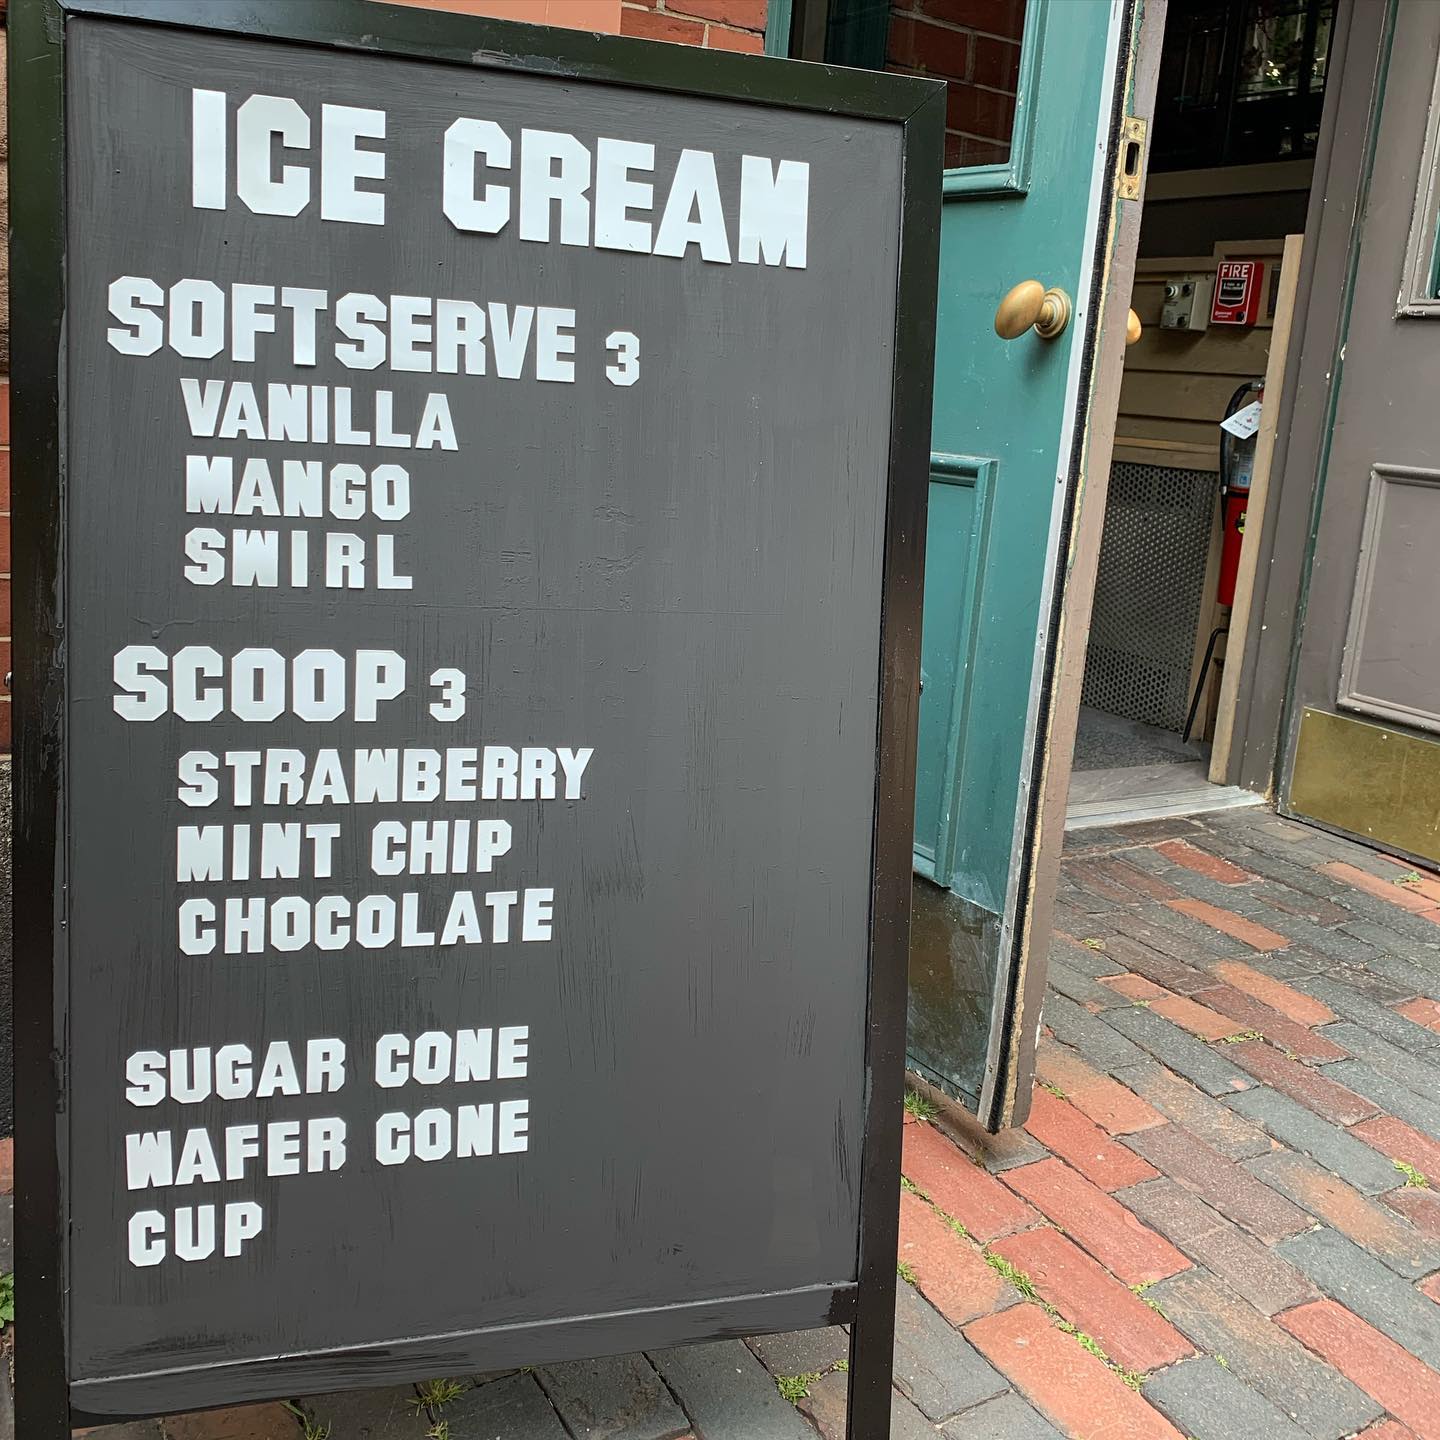 ICE CREAM
SOFTSERVE 3
VANILLA
MANGO
SWIRL
SCOOP 3
STRAWBERRY
MINT CHIP
CHOCOLATE
SUGAR CONE
WAFER CONE
CUP
FIRE